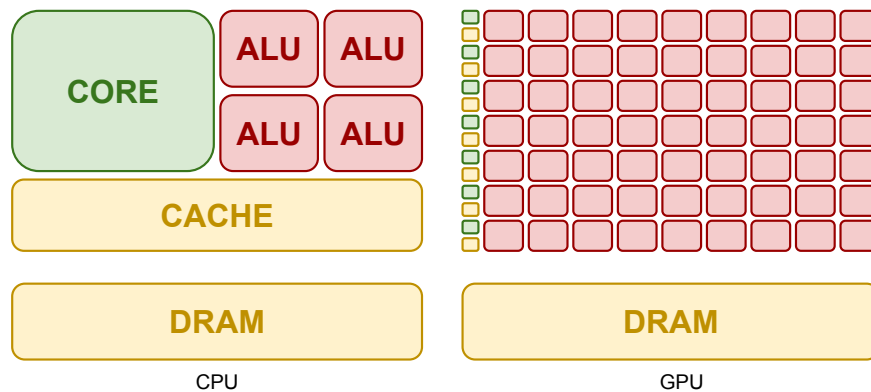 CORE
ALU ALU
ALU ALU
CACHE
DRAM
CPU
DRAM
GPU